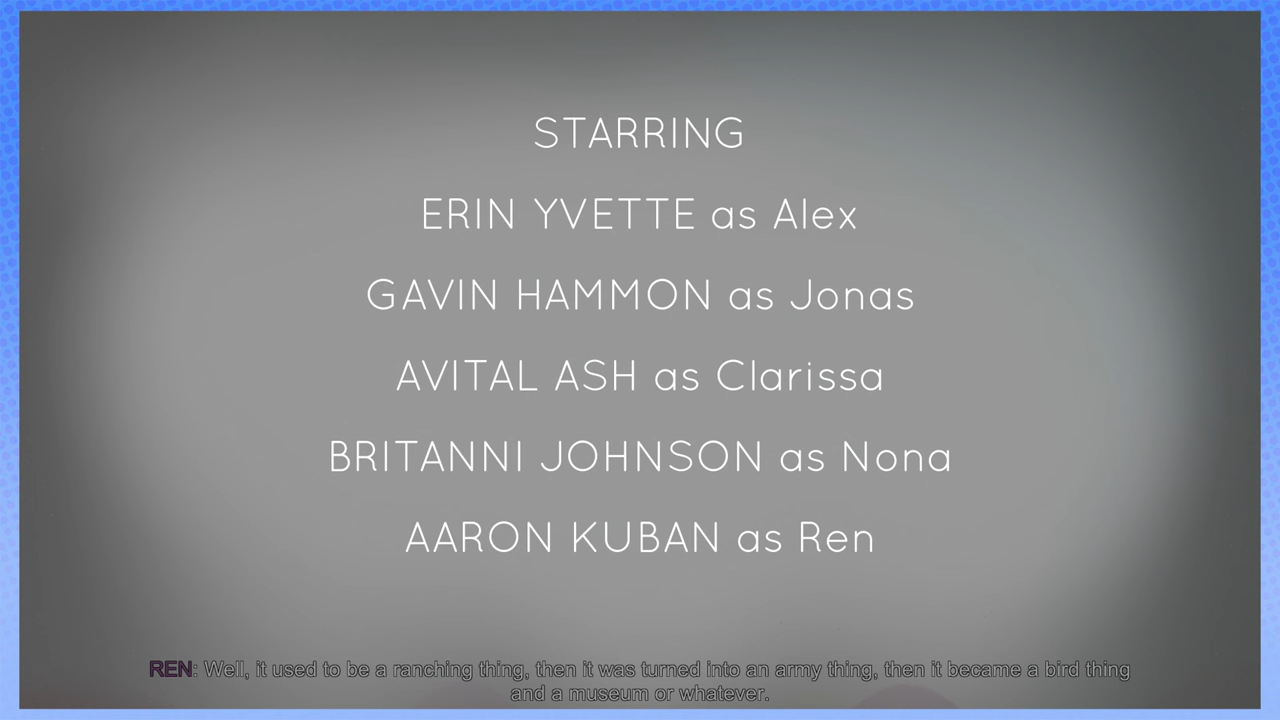 STARRING
ERIN YVETTE as Alex
GAVIN HAMMON as Jonas
AVITAL ASH as Clarissa
BRITANNI JOHNSON as Nona
AARON KUBAN as Ren
REN: Well, it used to be a ranching thing, then it was turned into an army thing, then it became a bird thing
and a museum or whatever.